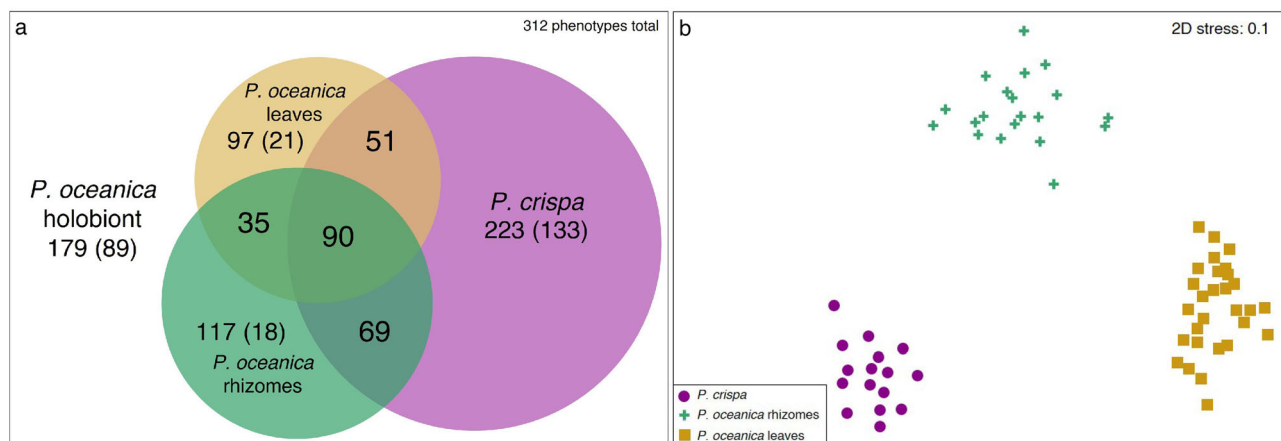 a
312 phenotypes total
P. oceanica
leaves
97 (21)
51
P. oceanica
holobiont
179 (89)
35
90
P. crispa
223 (133)
117 (18)
P. oceanica
rhizomes
69
b
2D stress: 0.1
P. crispa
P. oceanica rhizomes
P. oceanica leaves